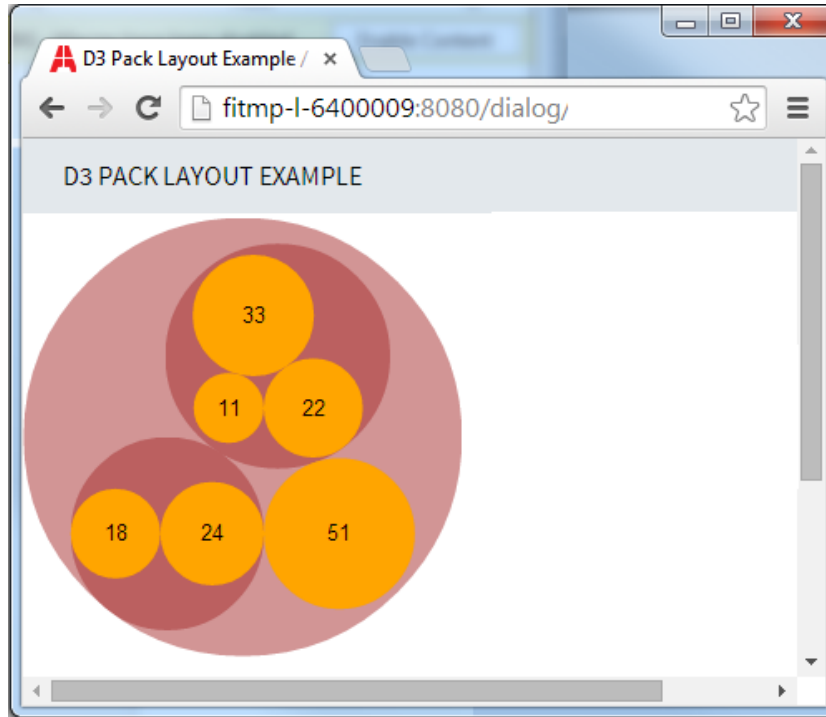 D3 Pack Layout Example /
fitmp-l-6400009:8080/dialog/
D3 PACK LAYOUT EXAMPLE
33
11 22
18 24 51